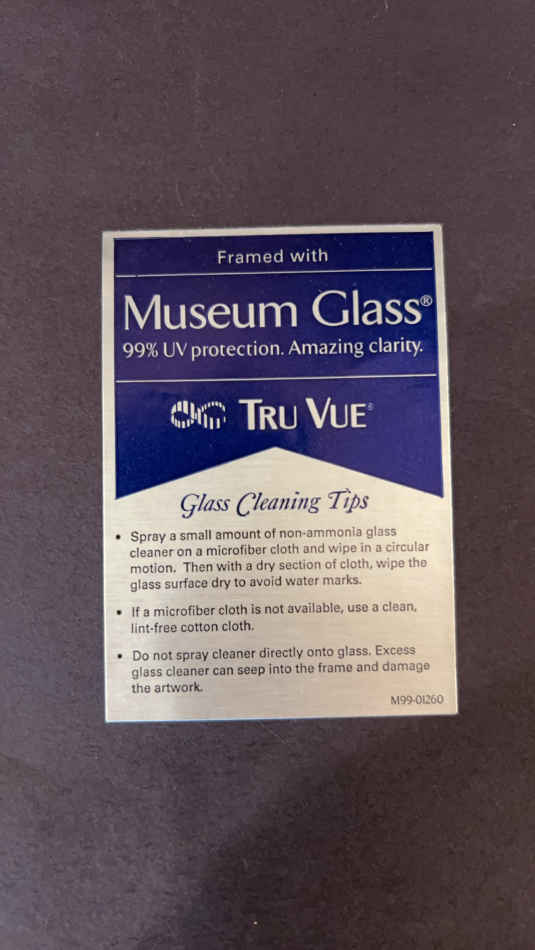 Framed with
Museum Glass®
99% UV protection. Amazing clarity.
TRU VUE®
Glass Cleaning Tips
• Spray a small amount of non-ammonia glass
cleaner on a microfiber cloth and wipe in a circular
motion. Then with a dry section of cloth, wipe the
glass surface dry to avoid water marks.
• If a microfiber cloth is not available, use a clean,
lint-free cotton cloth.
• Do not spray cleaner directly onto glass. Excess
glass cleaner can seep into the frame and damage
the artwork.
M99-01260